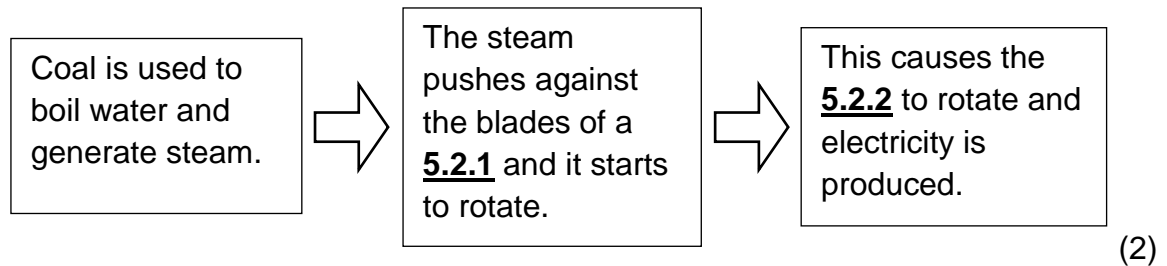 Coal is used to
boil water and
generate steam.
The steam
pushes against
the blades of a
5.2.1 and it starts
to rotate.
This causes the
5.2.2 to rotate and
electricity is
produced.
(2)